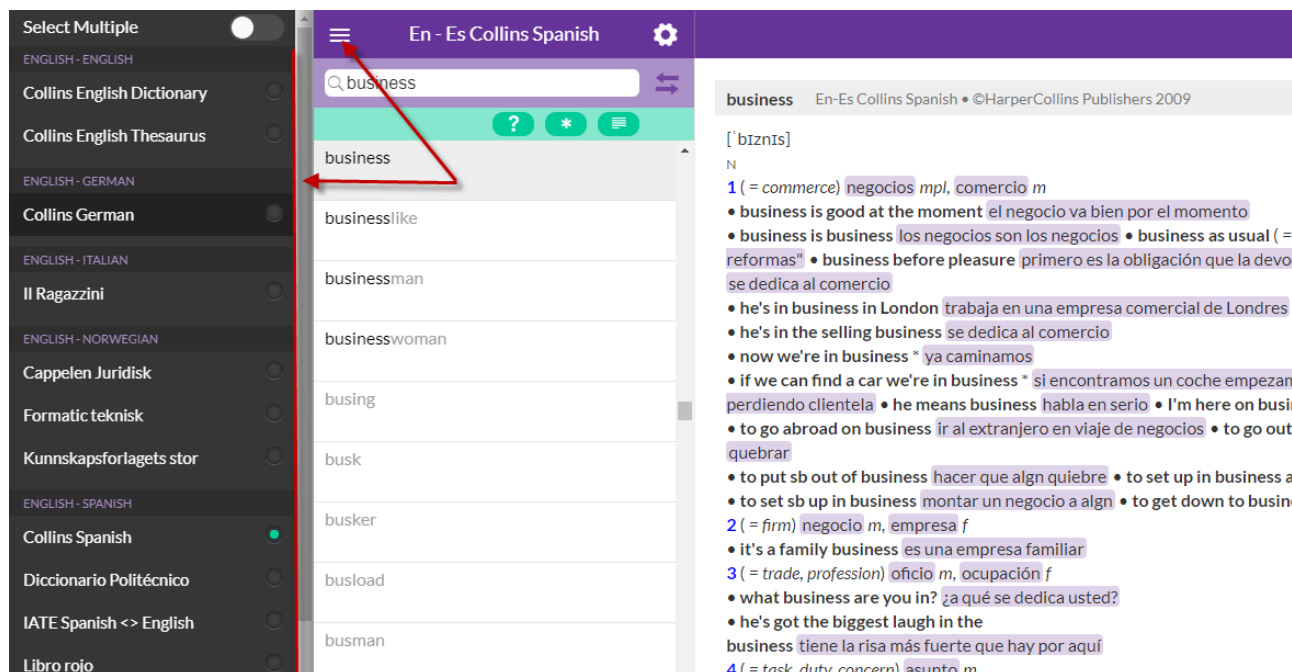 Select Multiple
ENGLISH - ENGLISH
Collins English Dictionary
Collins English Thesaurus
ENGLISH - GERMAN
Collins German
ENGLISH - ITALIAN
Il Ragazzini
ENGLISH - NORWEGIAN
Cappelen Juridisk
Formatic teknisk
Kunnskapsforlagets stor
ENGLISH - SPANISH
Collins Spanish
Diccionario Politécnico
IATE Spanish <> English
Libro rojo
En - Es Collins Spanish
business
? *
business
businesslike
businessman
businesswoman
busing
busk
busker
busload
busman
business En-Es Collins Spanish • ©HarperCollins Publishers 2009
[ˈbɪznɪs]
N
1 ( = commerce) negocios mpl, comercio m
• business is good at the moment el negocio va bien por el momento
• business is business los negocios son los negocios • business as usual ( =
reformas" • business before pleasure primero es la obligación que la devo
se dedica al comercio
• he's in business in London trabaja en una empresa comercial de Londres
• he's in the selling business se dedica al comercio
• now we're in business * ya caminamos
• if we can find a car we're in business * si encontramos un coche empezam
perdiendo clientela • he means business habla en serio • I'm here on busi
• to go abroad on business ir al extranjero en viaje de negocios • to go out
quebrar
• to put sb out of business hacer que algn quiebre • to set up in business a
• to set sb up in business montar un negocio a algn • to get down to busin
2 ( = firm) negocio m, empresa f
• it's a family business es una empresa familiar
3 ( = trade, profession) oficio m, ocupación f
• what business are you in? ¿a qué se dedica usted?
• he's got the biggest laugh in the
business tiene la risa más fuerte que hay por aquí
4 ( = task, duty, concern) asunto m